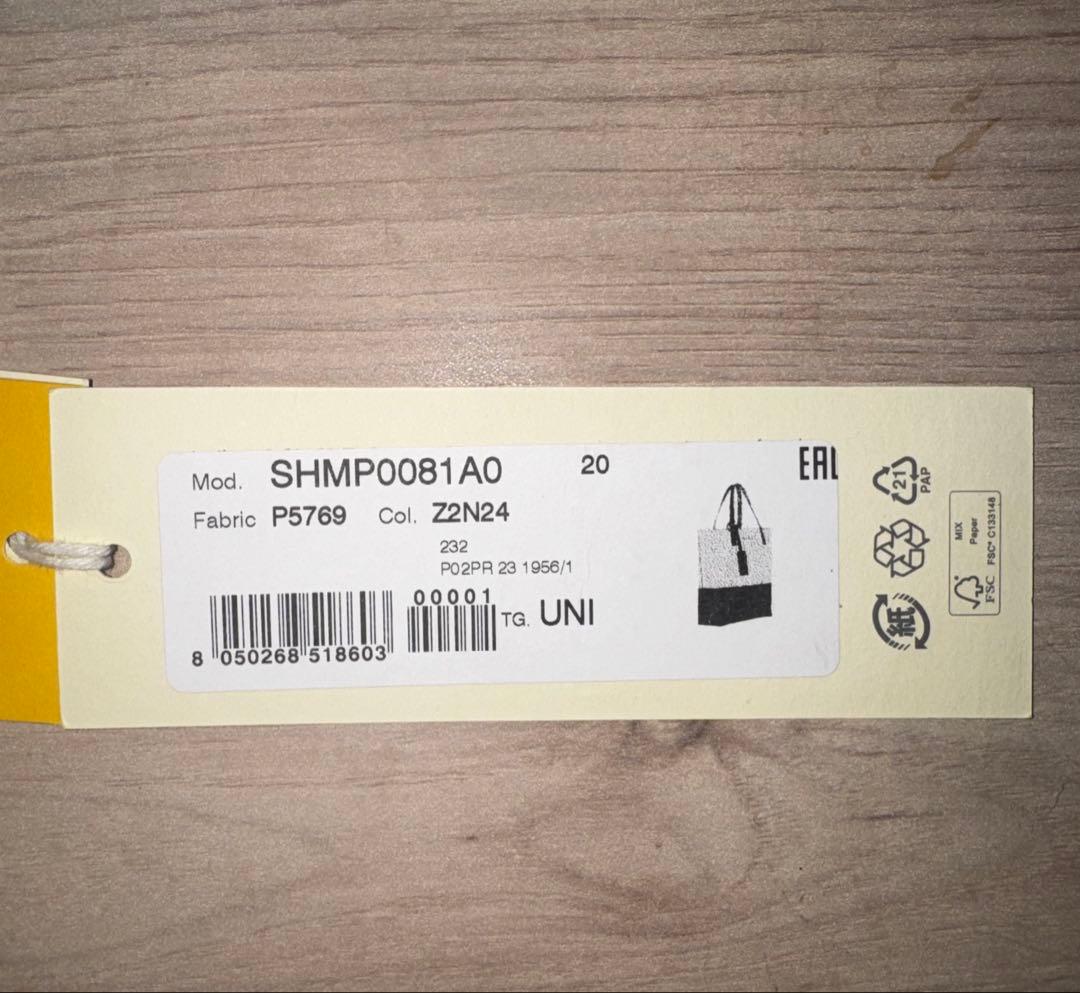 Mod. SHMP0081A0 20
Fabric P5769 Col. Z2N24
232
P02PR 23 1956/1
00001
TG. UNI
8 050268 518603
EAC
21
PAP
紙
MIX
Paper
FSC
FSC® C133148